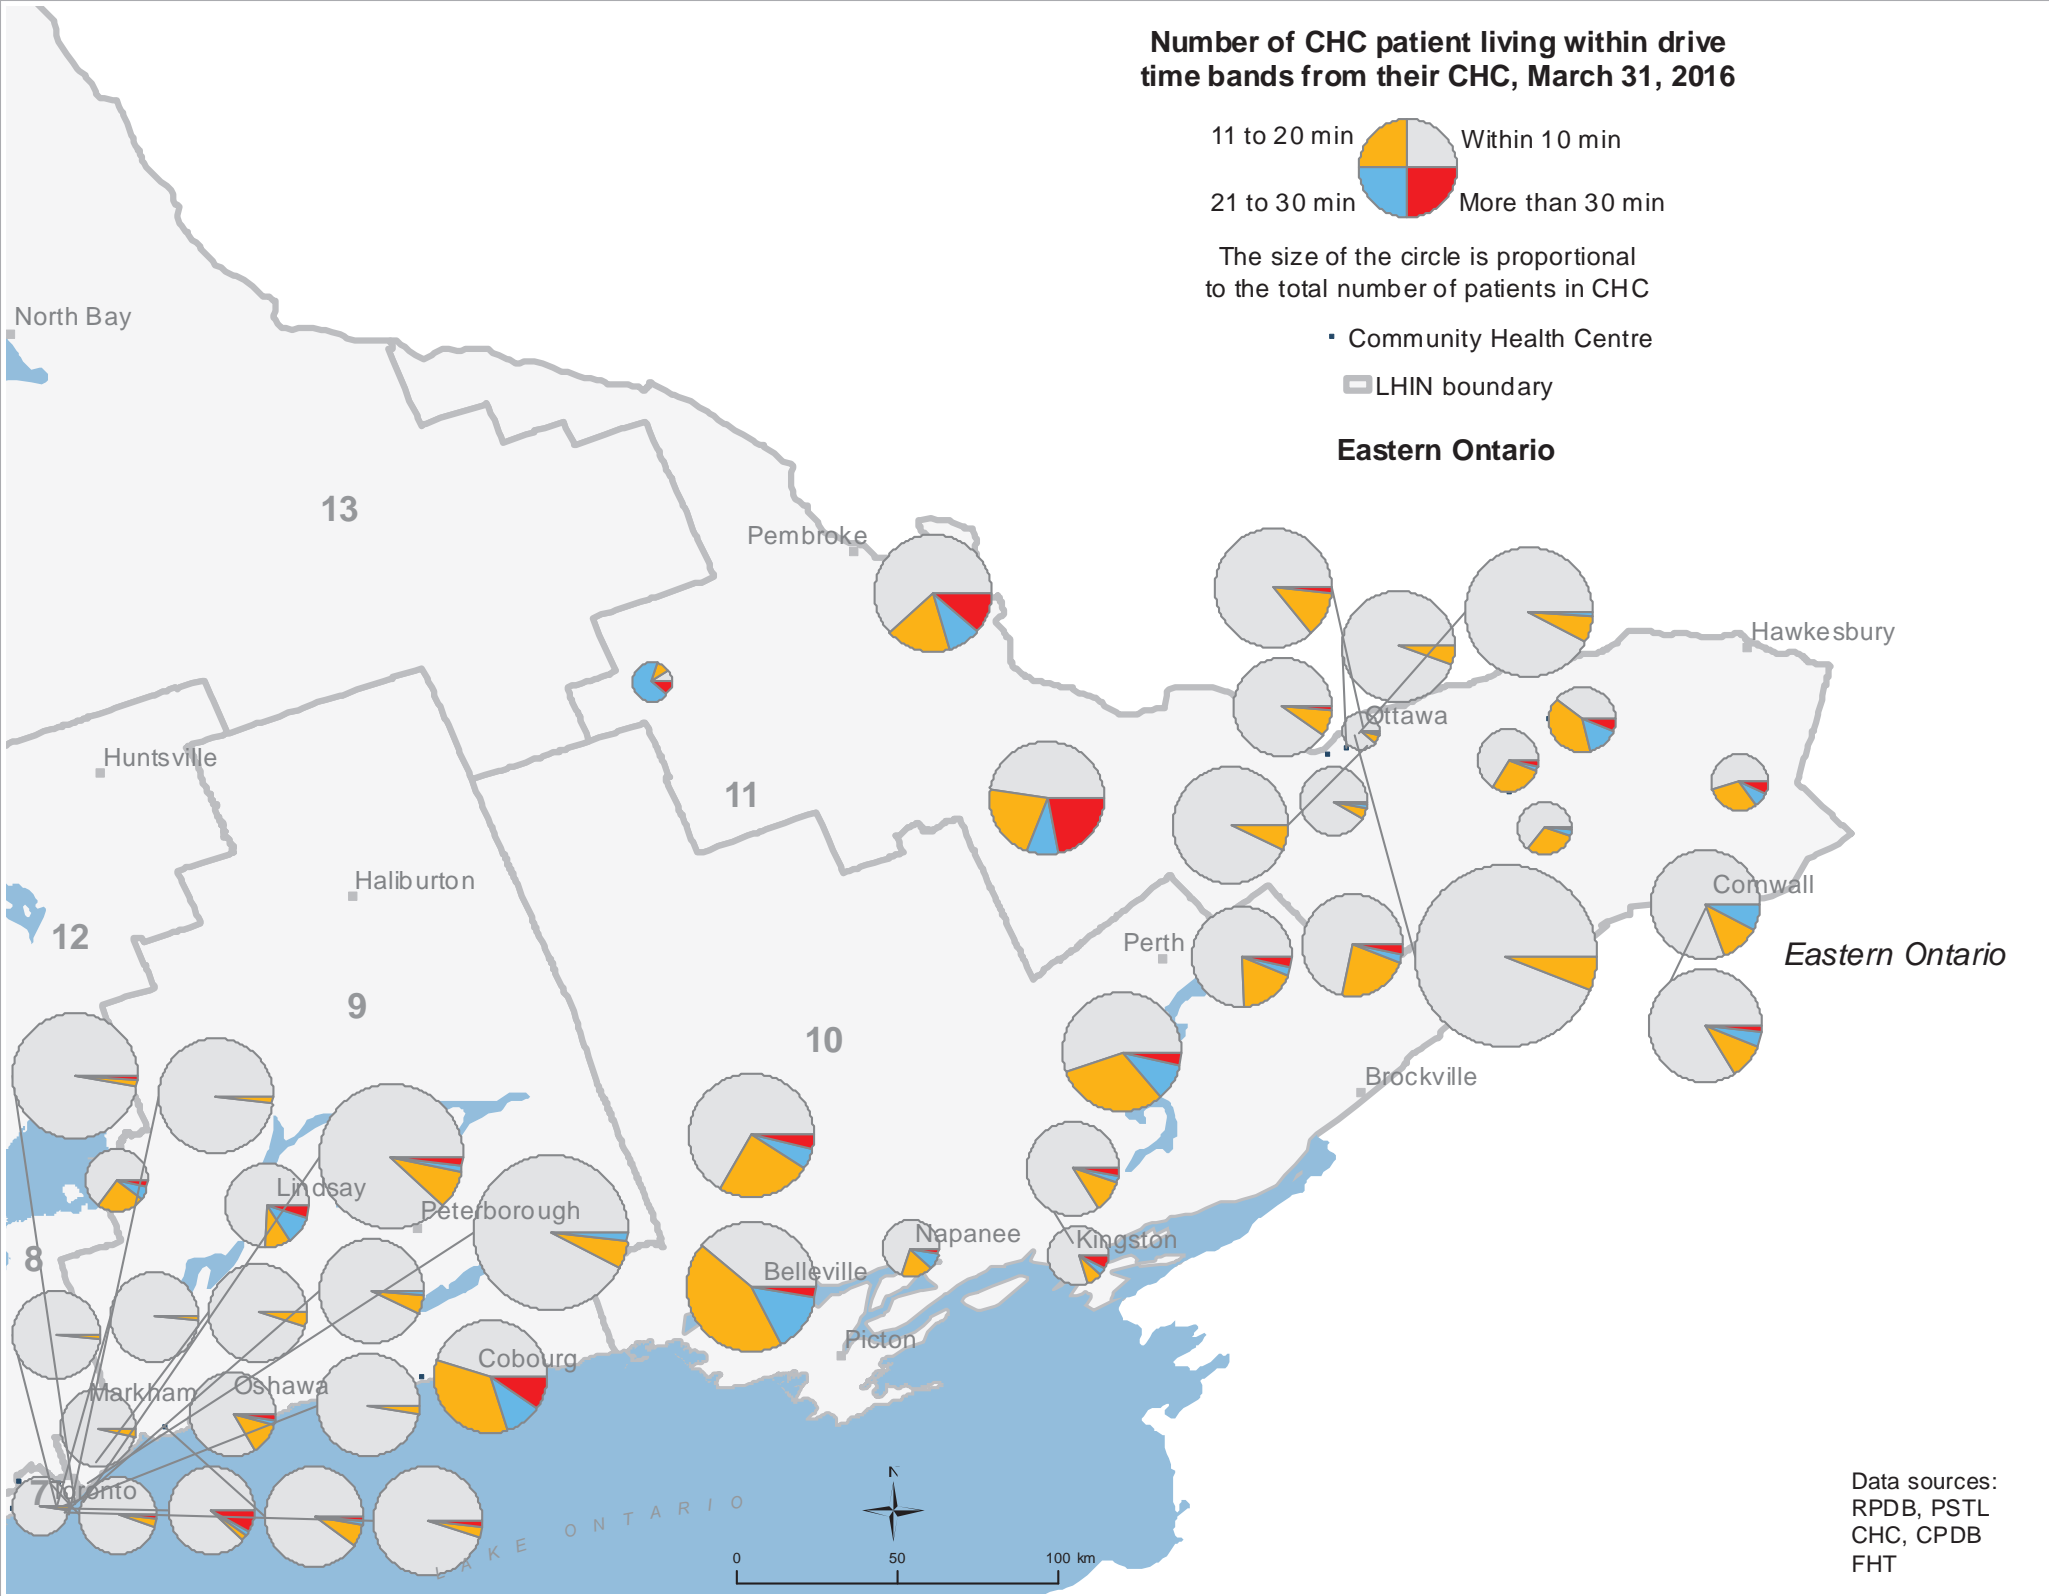 Number of CHC patient living within drive
time bands from their CHC, March 31, 2016
11 to 20 min
Within 10 min
21 to 30 min
More than 30 min
The size of the circle is proportional
to the total number of patients in CHC
Community Health Centre
LHIN boundary
Eastern Ontario
North Bay
13
Pembroke
Hawkesbury
Ottawa
Huntsville
11
Haliburton
Cornwall
12
Perth
Eastern Ontario
9
10
Brockville
Lindsay
Peterborough
Napanee
Kingston
8
Belleville
Picton
Cobourg
Markham
Oshawa
7
Toronto
LAKE ONTARIO
N
0 50 100 km
Data sources:
RPDB, PSTL
CHC, CPDB
FHT